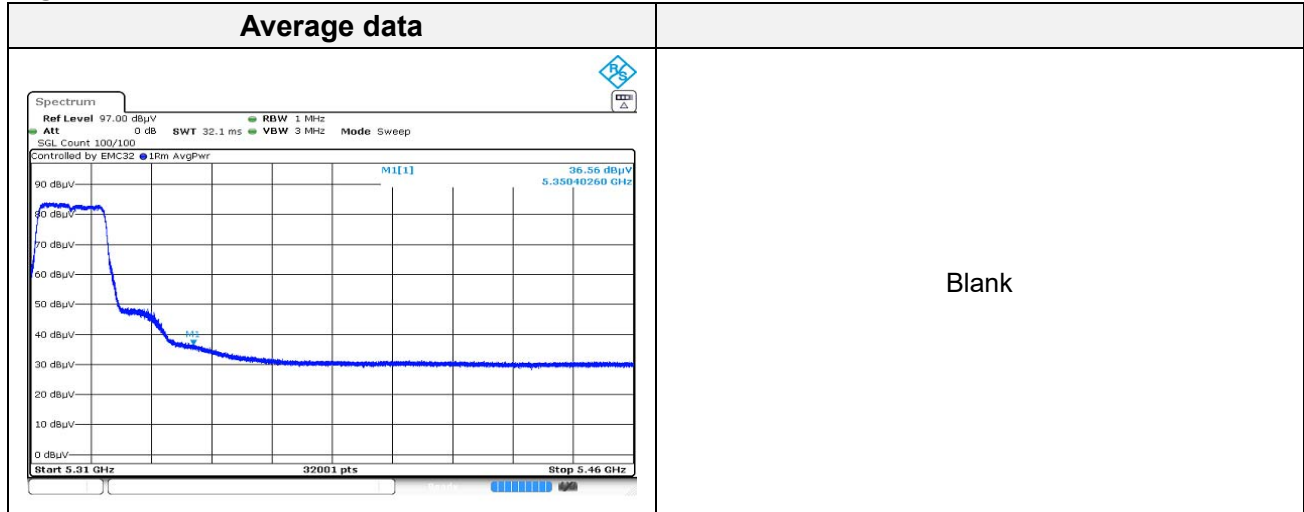 Average data
R&S
Spectrum
Ref Level 97.00 dBµV RBW 1 MHz
Att 0 dB SWT 32.1 ms VBW 3 MHz Mode Sweep
SGL Count 100/100
Controlled by EMC32 1Rm AvgPwr
M1[1] 36.56 dBµV
5.35040260 GHz
90 dBµV
80 dBµV
70 dBµV
60 dBµV
50 dBµV
40 dBµV
M1
30 dBµV
20 dBµV
10 dBµV
0 dBµV
Start 5.31 GHz 32001 pts Stop 5.46 GHz
Blank